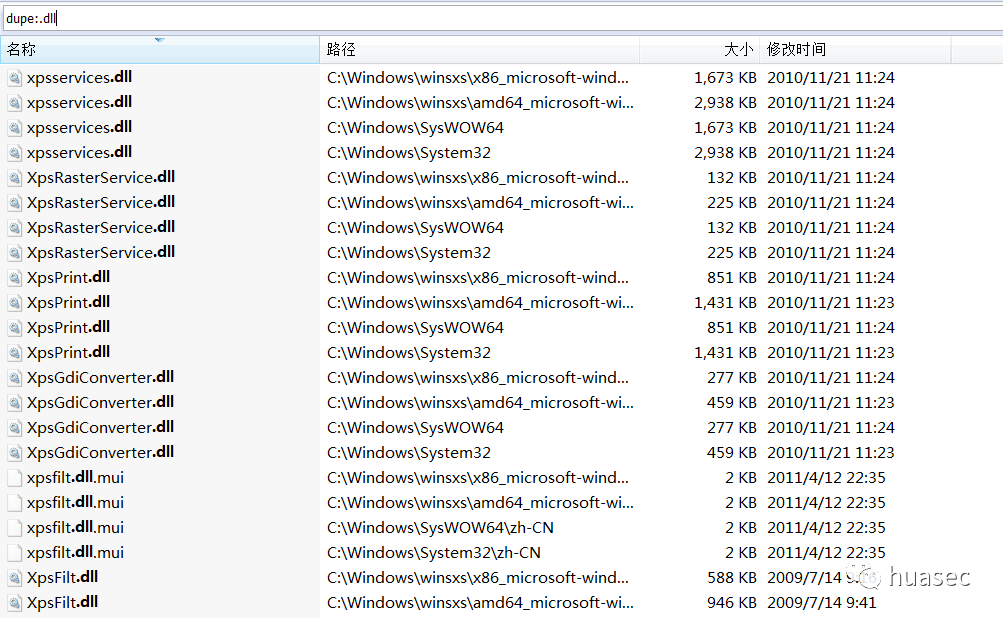 dupe:.dll
名称 路径 大小 修改时间
xpsservices.dll C:\Windows\winsxs\x86_microsoft-wind... 1,673 KB 2010/11/21 11:24
xpsservices.dll C:\Windows\winsxs\amd64_microsoft-wi... 2,938 KB 2010/11/21 11:24
xpsservices.dll C:\Windows\SysWOW64 1,673 KB 2010/11/21 11:24
xpsservices.dll C:\Windows\System32 2,938 KB 2010/11/21 11:24
XpsRasterService.dll C:\Windows\winsxs\x86_microsoft-wind... 132 KB 2010/11/21 11:24
XpsRasterService.dll C:\Windows\winsxs\amd64_microsoft-wi... 225 KB 2010/11/21 11:24
XpsRasterService.dll C:\Windows\SysWOW64 132 KB 2010/11/21 11:24
XpsRasterService.dll C:\Windows\System32 225 KB 2010/11/21 11:24
XpsPrint.dll C:\Windows\winsxs\x86_microsoft-wind... 851 KB 2010/11/21 11:24
XpsPrint.dll C:\Windows\winsxs\amd64_microsoft-wi... 1,431 KB 2010/11/21 11:23
XpsPrint.dll C:\Windows\SysWOW64 851 KB 2010/11/21 11:24
XpsPrint.dll C:\Windows\System32 1,431 KB 2010/11/21 11:23
XpsGdiConverter.dll C:\Windows\winsxs\x86_microsoft-wind... 277 KB 2010/11/21 11:24
XpsGdiConverter.dll C:\Windows\winsxs\amd64_microsoft-wi... 459 KB 2010/11/21 11:23
XpsGdiConverter.dll C:\Windows\SysWOW64 277 KB 2010/11/21 11:24
XpsGdiConverter.dll C:\Windows\System32 459 KB 2010/11/21 11:23
xpsfilt.dll.mui C:\Windows\winsxs\x86_microsoft-wind... 2 KB 2011/4/12 22:35
xpsfilt.dll.mui C:\Windows\winsxs\amd64_microsoft-wi... 2 KB 2011/4/12 22:35
xpsfilt.dll.mui C:\Windows\SysWOW64\zh-CN 2 KB 2011/4/12 22:35
xpsfilt.dll.mui C:\Windows\System32\zh-CN 2 KB 2011/4/12 22:35
XpsFilt.dll C:\Windows\winsxs\x86_microsoft-wind... 588 KB 2009/7/14
huasec
XpsFilt.dll C:\Windows\winsxs\amd64_microsoft-wi... 946 KB 2009/7/14 9:41